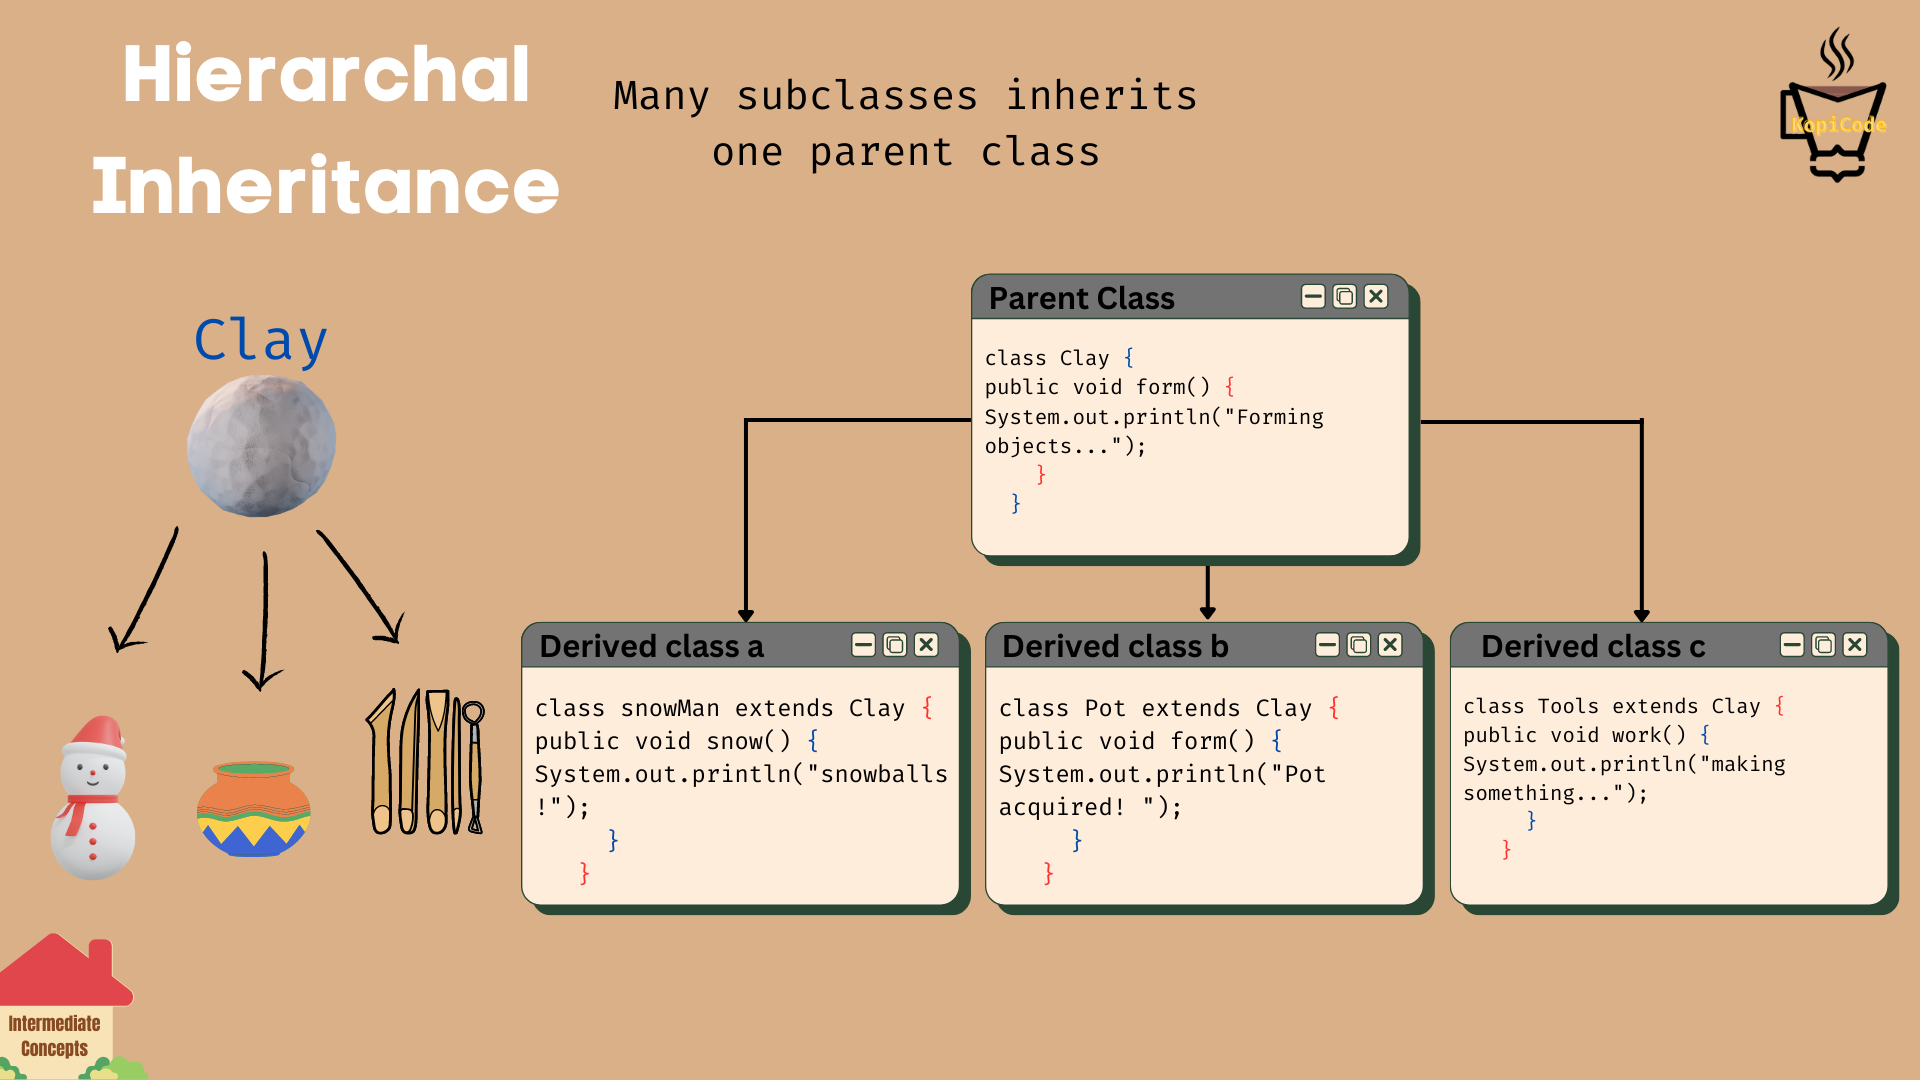 Hierarchal
Inheritance
Many subclasses inherits
one parent class
KopiCode
Clay
Parent Class
class Clay {
public void form() {
System.out.println("Forming
objects...");
}
}
Derived class a
class snowMan extends Clay {
public void snow() {
System.out.println("snowballs
!");
}
}
Derived class b
class Pot extends Clay {
public void form() {
System.out.println("Pot
acquired! ");
}
}
Derived class c
class Tools extends Clay {
public void work() {
System.out.println("making
something...");
}
}
Intermediate
Concepts